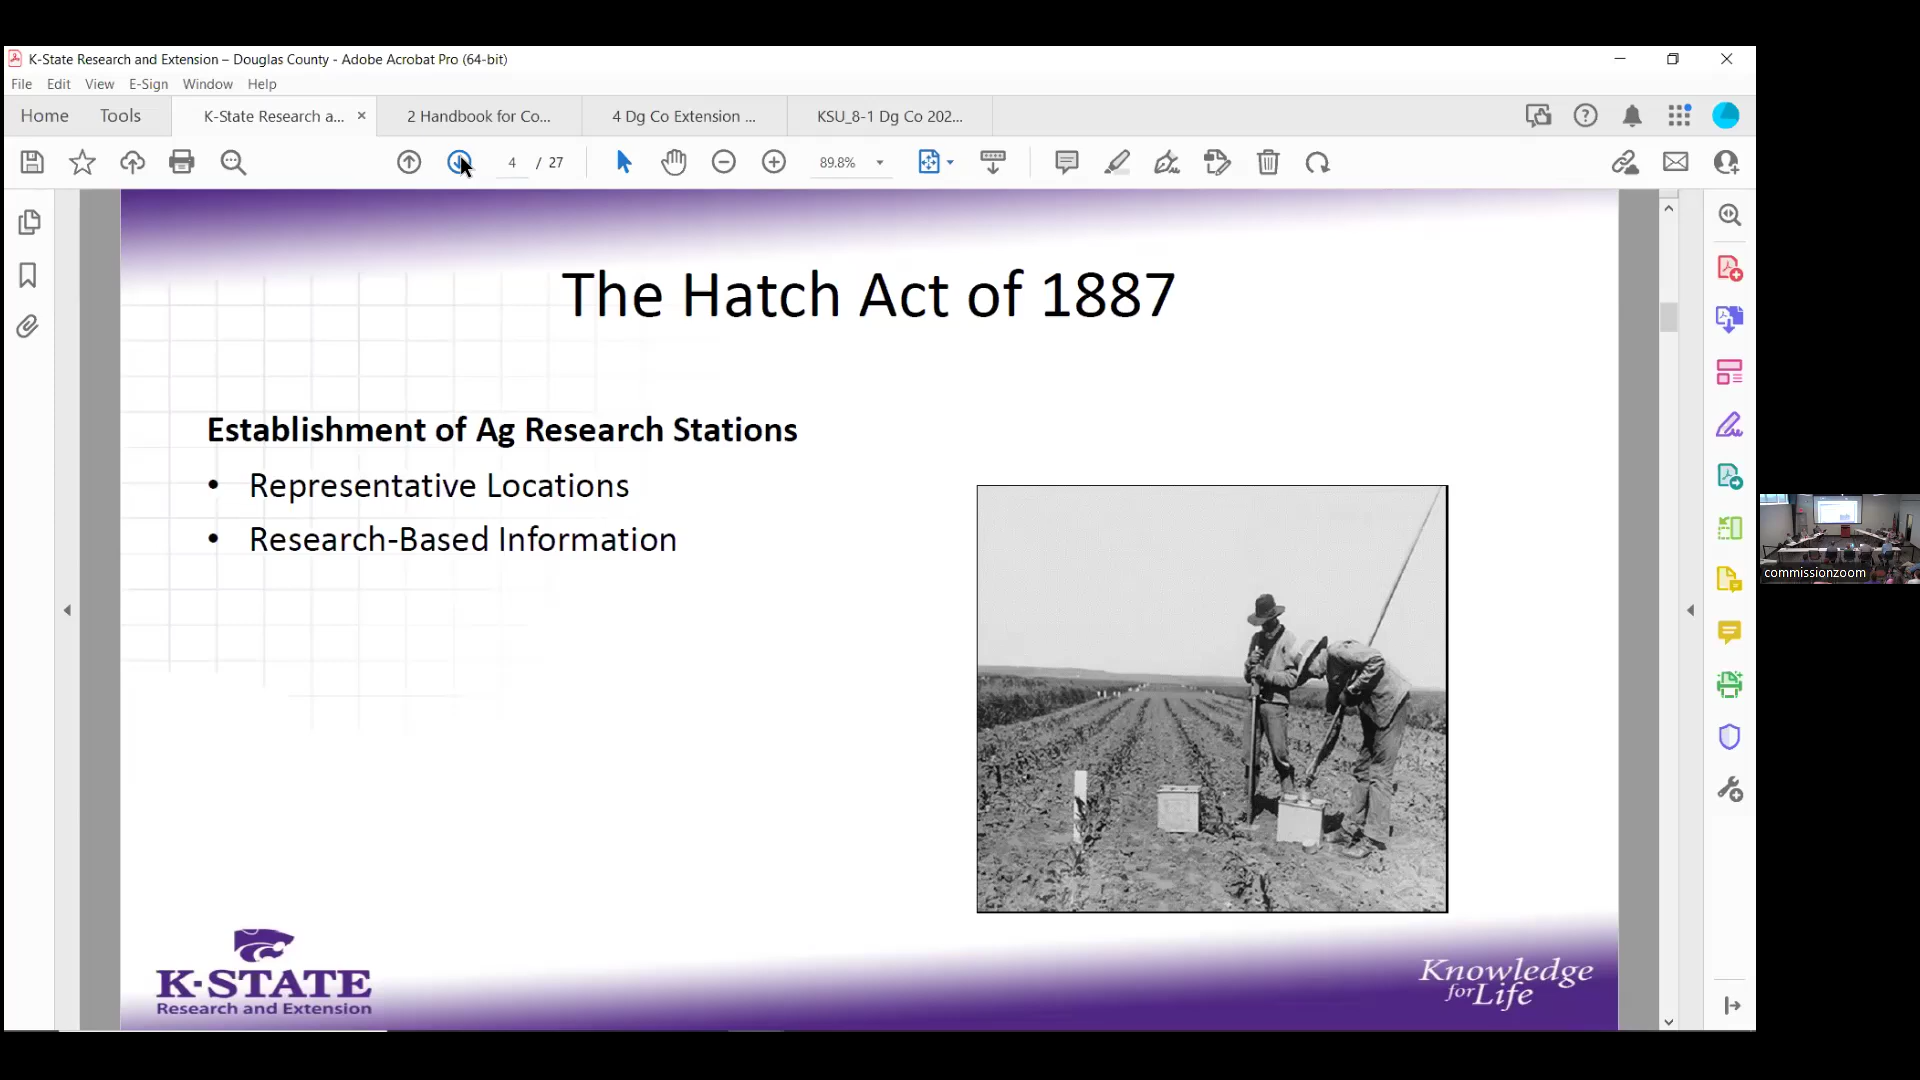 K-State Research and Extension – Douglas County - Adobe Acrobat Pro (64-bit)
File Edit View E-Sign Window Help
Home Tools K-State Research a... 2 Handbook for Co... 4 Dg Co Extension ... KSU_8-1 Dg Co 202...
4 / 27 89.8%
The Hatch Act of 1887
Establishment of Ag Research Stations
• Representative Locations
• Research-Based Information
commissionzoom
K-STATE
Research and Extension
Knowledge
for Life